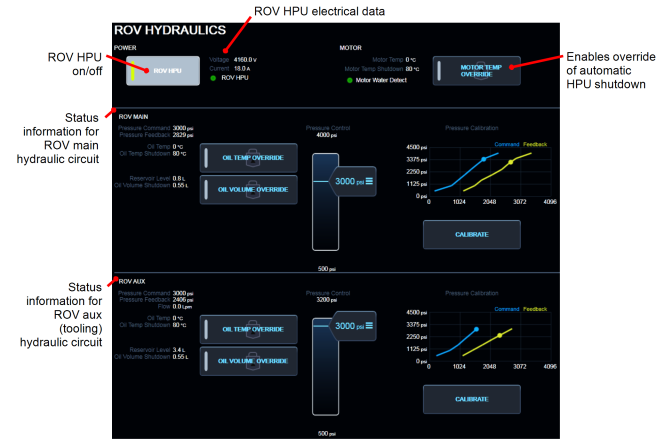 ROV HPU electrical data
ROV HYDRAULICS
POWER
ROV HPU
on/off
ROV HPU
Voltage 4160.0 v
Current 18.0 A
ROV HPU
MOTOR
Motor Temp 0 °C
Motor Temp Shutdown 80 °C
Motor Water Detect
MOTOR TEMP
OVERRIDE
Enables override
of automatic
HPU shutdown
Status
information for
ROV main
hydraulic circuit
ROV MAIN
Pressure Command 3000 psi
Pressure Feedback 2829 psi
Oil Temp 0 °C
Oil Temp Shutdown 80 °C
OIL TEMP OVERRIDE
Reservoir Level 0.8 L
Oil Volume Shutdown 0.55 L
OIL VOLUME OVERRIDE
Pressure Control
4000 psi
3000 psi
500 psi
Pressure Calibration
Command Feedback
4500 psi
3375 psi
2250 psi
1125 psi
0 psi
0 1024 2048 3072 4096
CALIBRATE
Status
information for
ROV aux
(tooling)
hydraulic circuit
ROV AUX
Pressure Command 3000 psi
Pressure Feedback 2406 psi
Flow 0.0 Lpm
Oil Temp 0 °C
Oil Temp Shutdown 60 °C
OIL TEMP OVERRIDE
Reservoir Level 3.4 L
Oil Volume Shutdown 0.55 L
OIL VOLUME OVERRIDE
Pressure Control
3200 psi
3000 psi
500 psi
Pressure Calibration
Command Feedback
4500 psi
3375 psi
2250 psi
1125 psi
0 psi
0 1024 2048 3072 4096
CALIBRATE